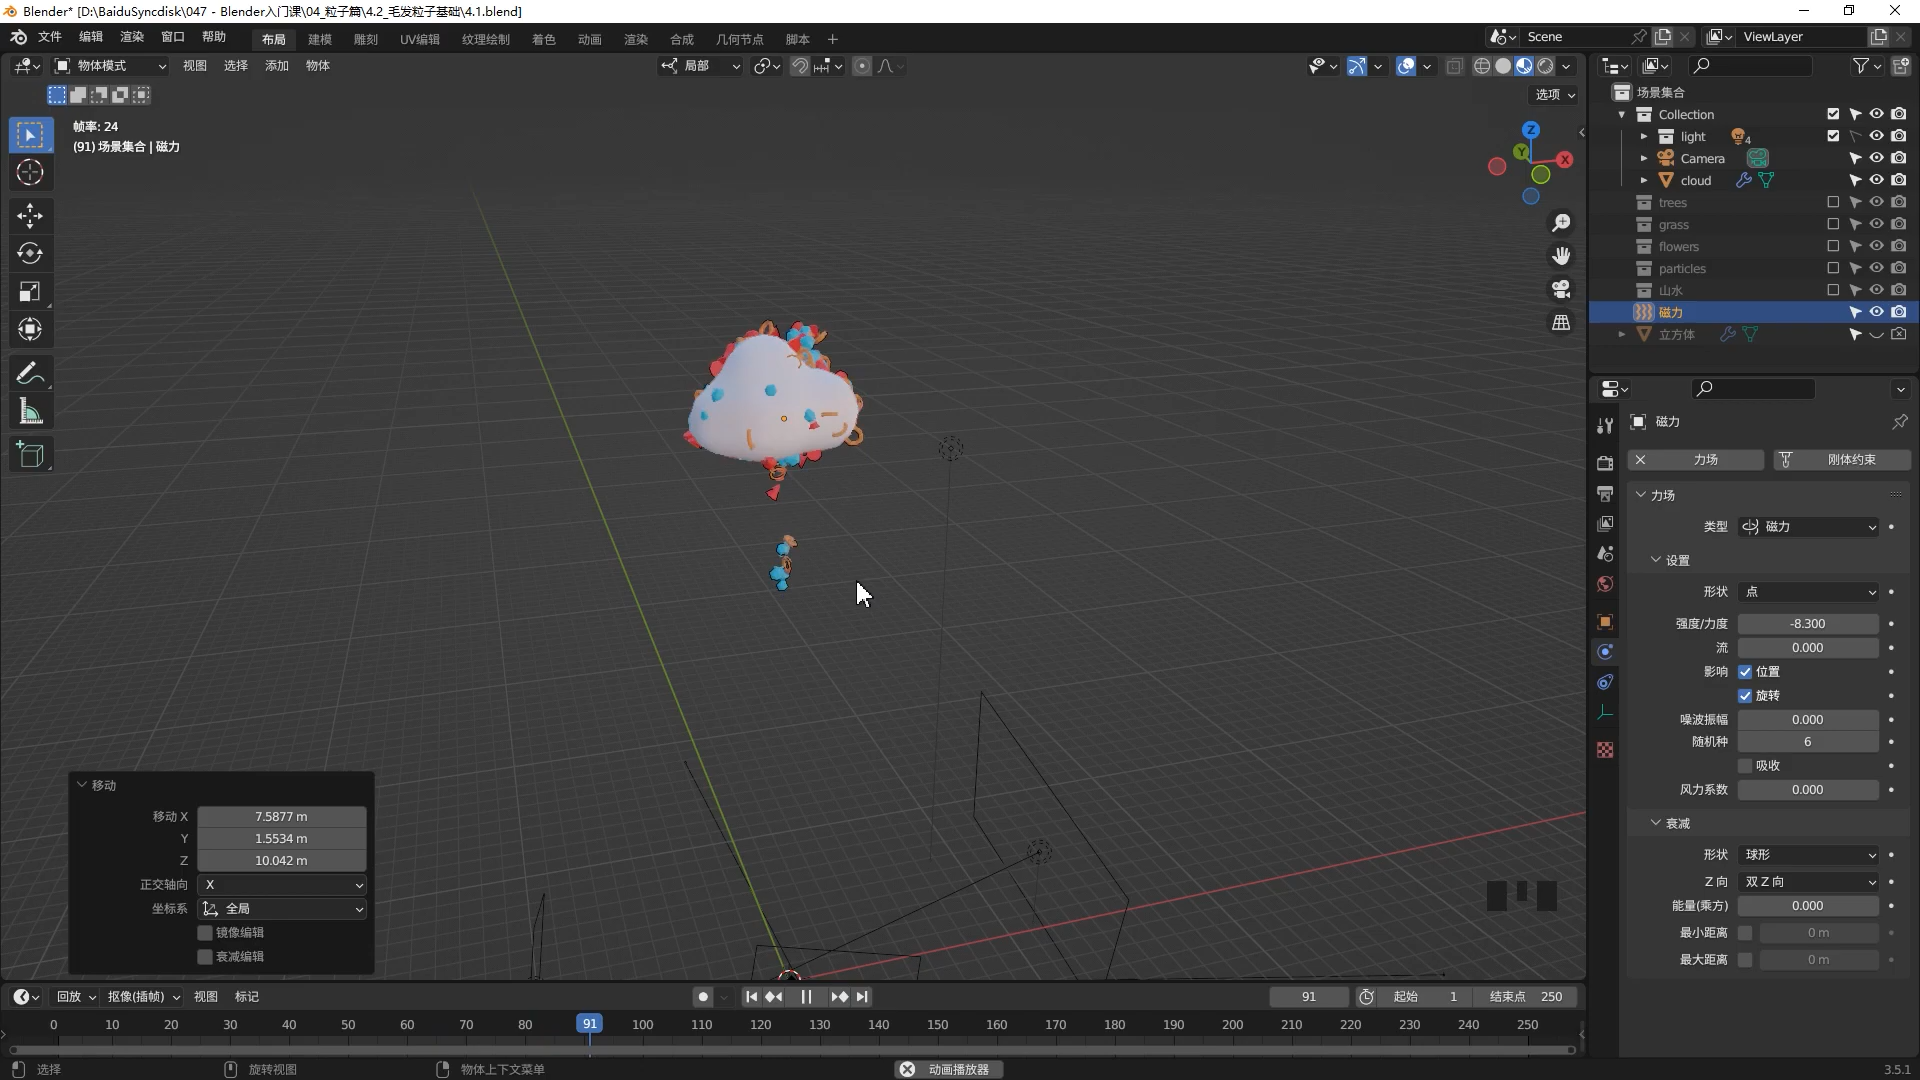 Blender* [D:\BaiduSyncdisk\047 - Blender入门课\04_粒子篇\4.2_毛发粒子基础\4.1.blend]
文件 编辑 渲染 窗口 帮助 布局 建模 雕刻 UV编辑 纹理绘制 着色 动画 渲染 合成 几何节点 脚本 + Scene ViewLayer
物体模式 视图 选择 添加 物体 局部
选项
帧率: 24
(91) 场景集合 | 磁力
Z
Y
X
场景集合
Collection
light 4
Camera
cloud
trees
grass
flowers
particles
山水
磁力
立方体
磁力
力场 刚体约束
力场
类型 磁力
设置
形状 点
强度/力度 -8.300
流 0.000
影响 位置
旋转
噪波振幅 0.000
随机种 6
吸收
风力系数 0.000
衰减
形状 球形
Z 向 双 Z 向
能量(乘方) 0.000
最小距离 0 m
最大距离 0 m
移动
移动 X 7.5877 m
Y 1.5534 m
Z 10.042 m
正交轴向 X
坐标系 全局
镜像编辑
衰减编辑
回放 抠像(插帧) 视图 标记 91 起始 1 结束点 250
0 10 20 30 40 50 60 70 80 91 100 110 120 130 140 150 160 170 180 190 200 210 220 230 240 250
选择 旋转视图 物体上下文菜单 动画播放器 3.5.1